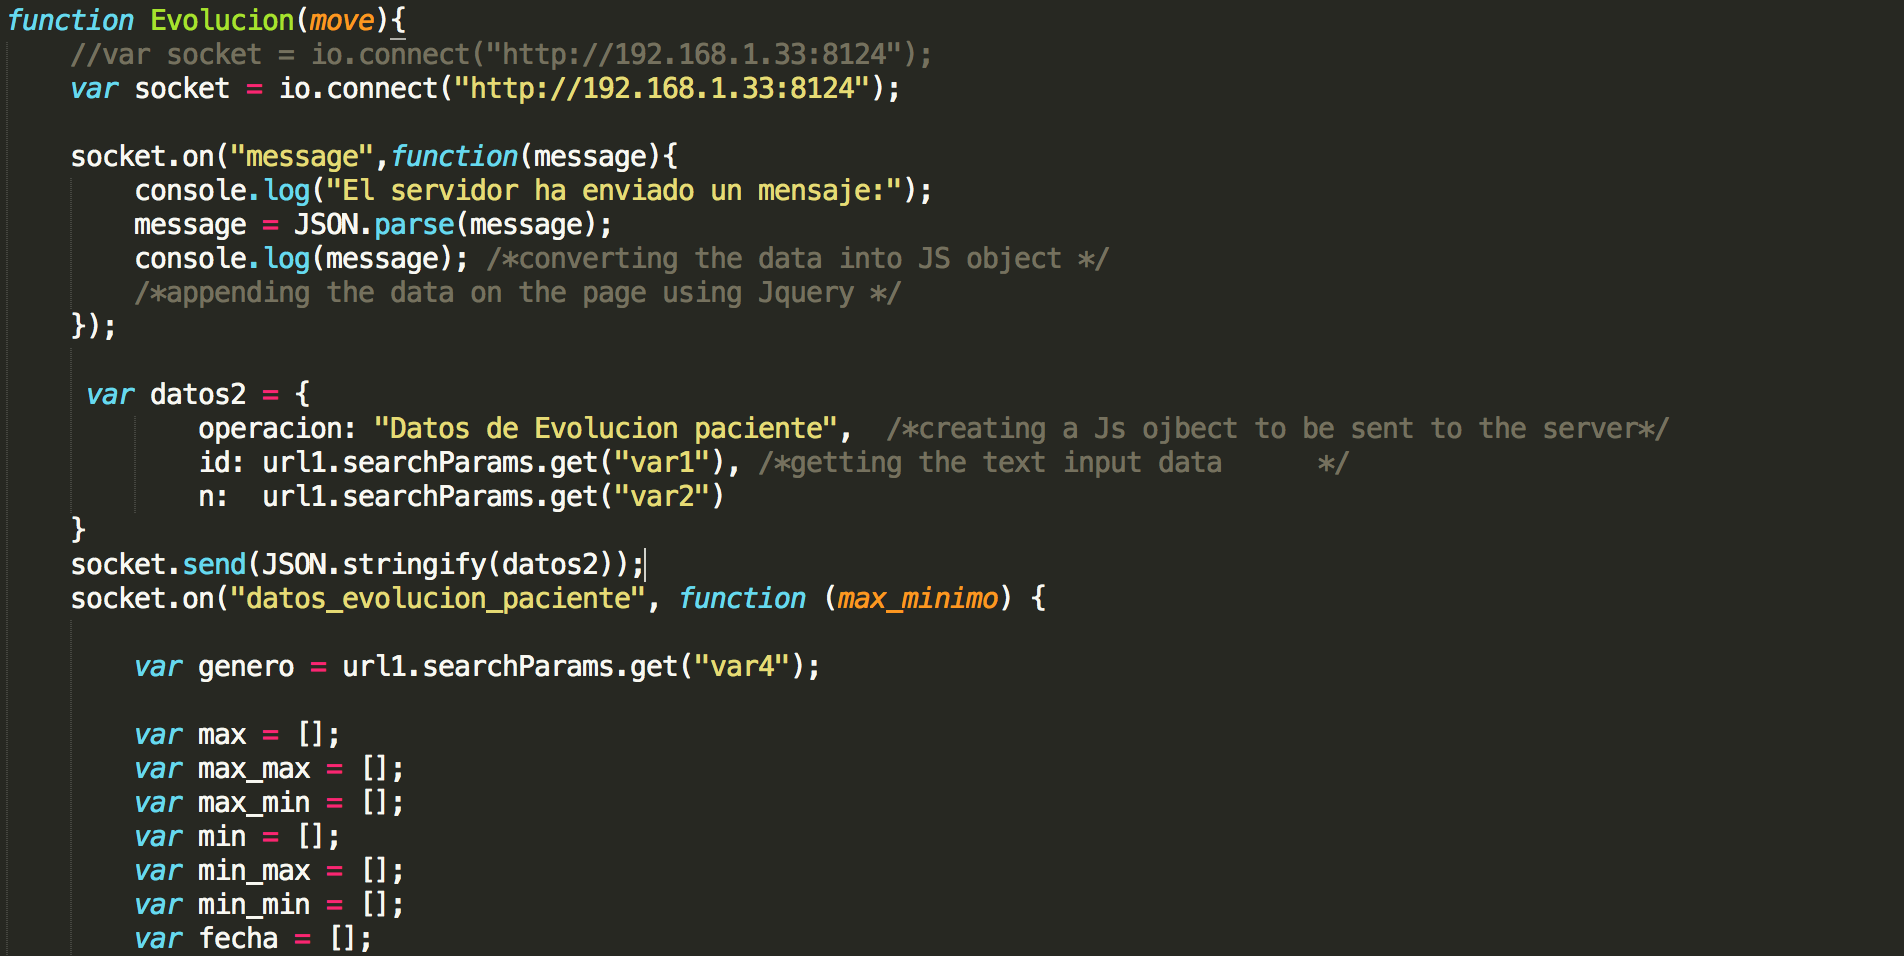 function Evolucion(move){
//var socket = io.connect("http://192.168.1.33:8124");
var socket = io.connect("http://192.168.1.33:8124");
socket.on("message",function(message){
console.log("El servidor ha enviado un mensaje:");
message = JSON.parse(message);
console.log(message); /*converting the data into JS object */
/*appending the data on the page using Jquery */
});
var datos2 = {
operacion: "Datos de Evolucion paciente",  /*creating a Js ojbect to be sent to the server*/
id: url1.searchParams.get("var1"), /*getting the text input data      */
n:  url1.searchParams.get("var2")
}
socket.send(JSON.stringify(datos2));
socket.on("datos_evolucion_paciente", function (max_minimo) {
var genero = url1.searchParams.get("var4");
var max = [];
var max_max = [];
var max_min = [];
var min = [];
var min_max = [];
var min_min = [];
var fecha = [];